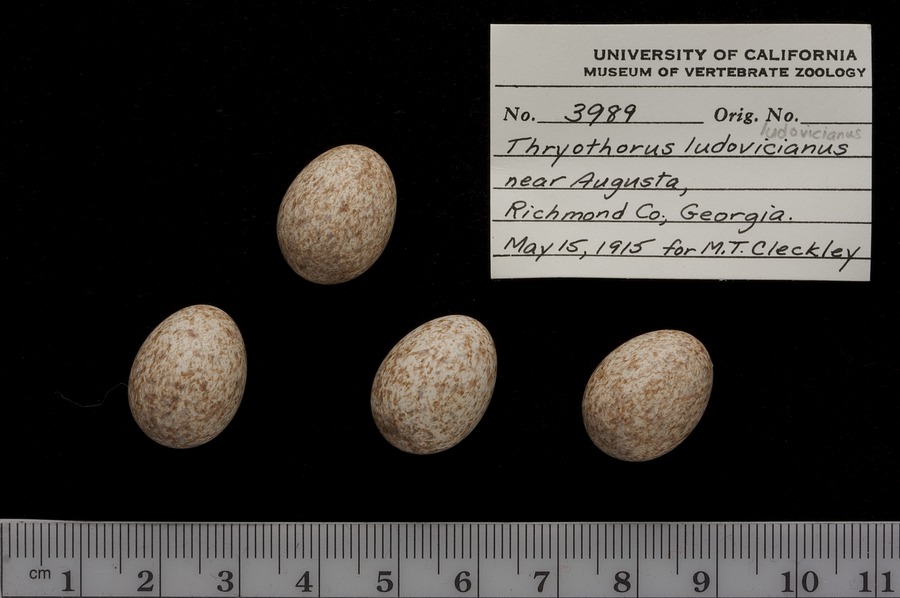 UNIVERSITY OF CALIFORNIA
MUSEUM OF VERTEBRATE ZOOLOGY
No. 3989 Orig. No.
ludovicianus
Thryothorus ludovicianus
near Augusta,
Richmond Co., Georgia.
May 15, 1915 for M.T. Cleckley
cm 1 2 3 4 5 6 7 8 9 10 11